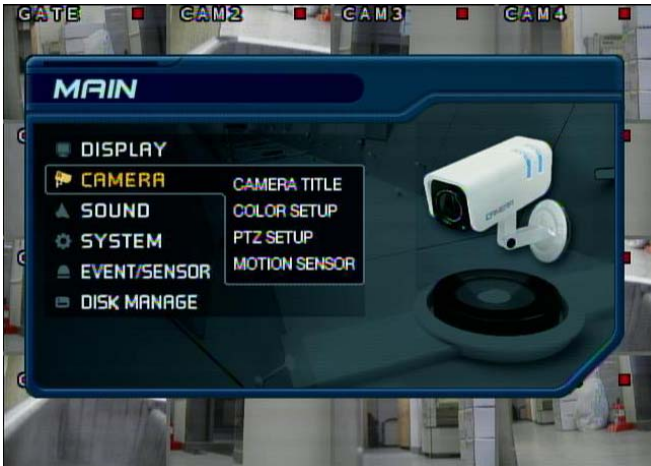 GATE CAM2 CAM3 CAM4
MAIN
DISPLAY
CAMERA
CAMERA TITLE
SOUND
COLOR SETUP
SYSTEM
PTZ SETUP
EVENT/SENSOR
MOTION SENSOR
DISK MANAGE
CAMERA